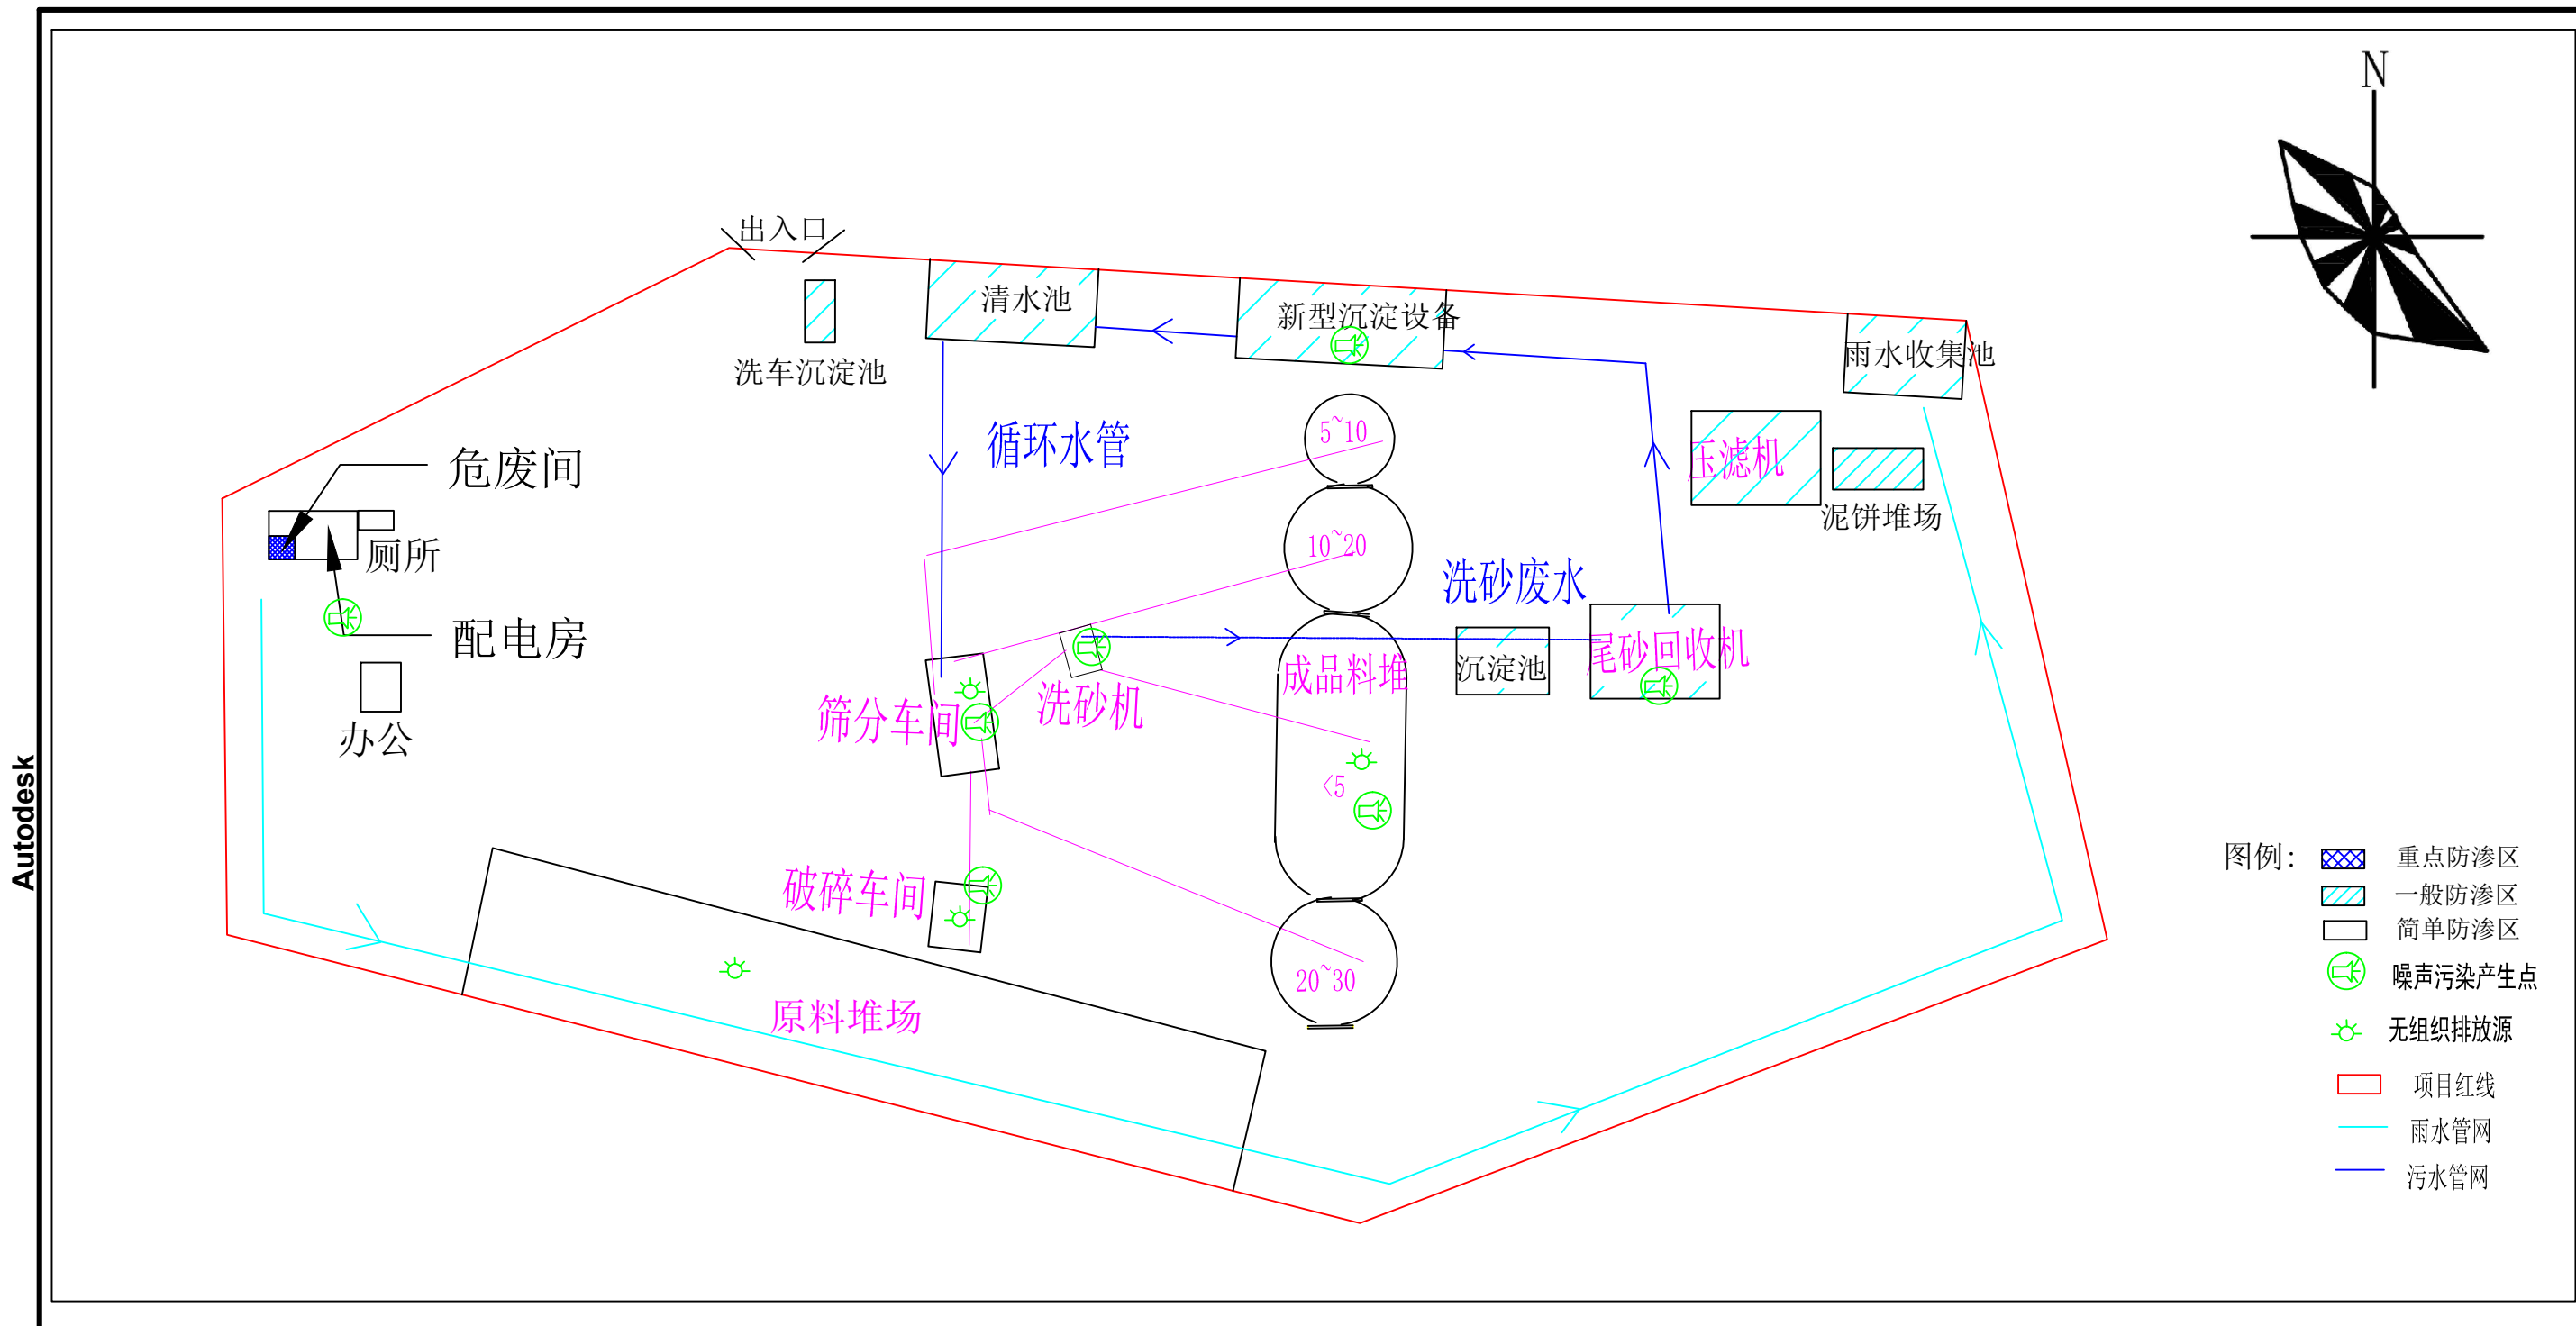 N
出入口
清水池
新型沉淀设备
雨水收集池
洗车沉淀池
循环水管
5~10
压滤机
泥饼堆场
危废间
厕所
10~20
洗砂废水
配电房
办公
筛分车间
洗砂机
成品料堆
沉淀池
尾砂回收机
<5
破碎车间
原料堆场
20~30
Autodesk
图例：
重点防渗区
一般防渗区
简单防渗区
噪声污染产生点
无组织排放源
项目红线
雨水管网
污水管网